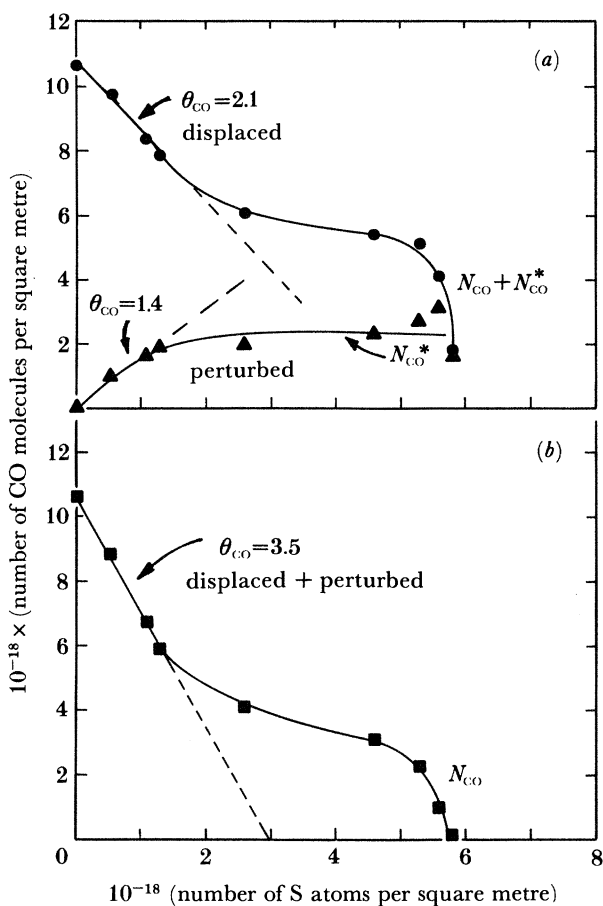 12
(a)
10
θCO=2.1
displaced
8
6
4
NCO+N*CO
θCO=1.4
2
N*CO
perturbed
12
(b)
10
θCO=3.5
displaced + perturbed
8
6
4
2
NCO
0
2
4
6
8
10⁻¹⁸ × (number of CO molecules per square metre)
10⁻¹⁸ (number of S atoms per square metre)